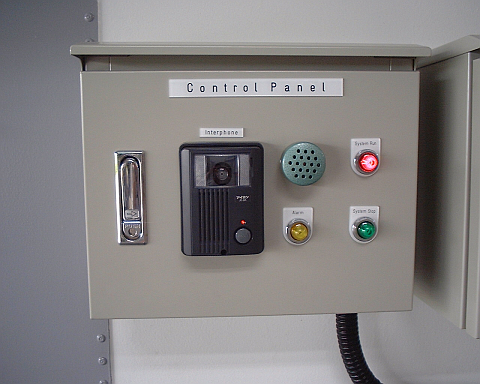 Control Panel
Interphone
System Run
Alarm
System Stop